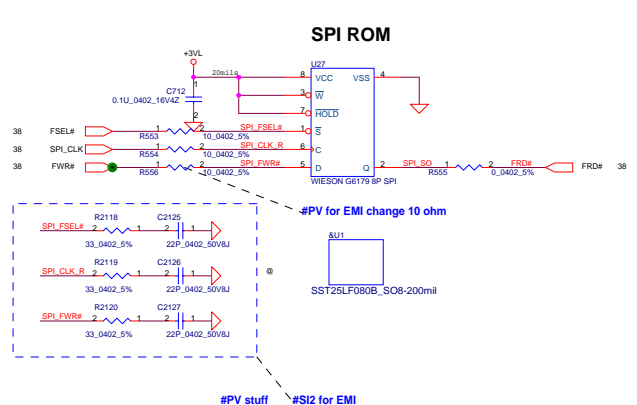 SPI ROM
+3VL
U27
20mils
8 VCC VSS 4
C712
1
3 W
0.1U_0402_16V4Z
7 HOLD
2
38 FSEL# 1 2 SPI_FSEL# 1 S
R553 10_0402_5%
38 SPI_CLK 1 2 SPI_CLK_R 6 C
R554 10_0402_5%
38 FWR# 1 2 SPI_FWR# 5 D Q 2 SPI_SO 1 2 FRD# FRD# 38
R556 10_0402_5% R555 0_0402_5%
WIESON G6179 8P SPI
#PV for EMI change 10 ohm
R2118 C2125
SPI_FSEL# 2 1 2 1
33_0402_5% 22P_0402_50V8J
&U1
R2119 C2126
SPI_CLK_R 2 1 2 1 @
33_0402_5% 22P_0402_50V8J
SST25LF080B_SO8-200mil
R2120 C2127
SPI_FWR# 2 1 2 1
33_0402_5% 22P_0402_50V8J
#PV stuff #SI2 for EMI